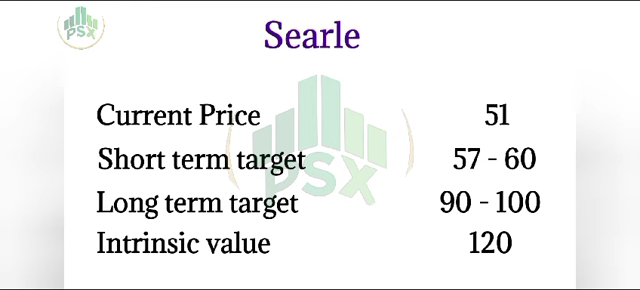 PSX
Searle
Current Price 51
Short term target 57 - 60
PSX
Long term target 90 - 100
Intrinsic value 120